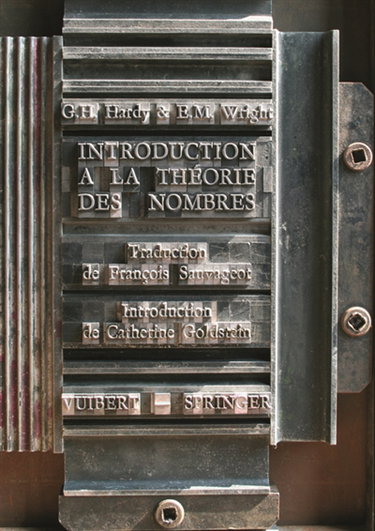 G.H. Hardy & E.M. Wright
INTRODUCTION
A LA THÉORIE
DES NOMBRES
Traduction
de François Sauvageot
Introduction
de Catherine Goldstein
VUIBERT – SPRINGER